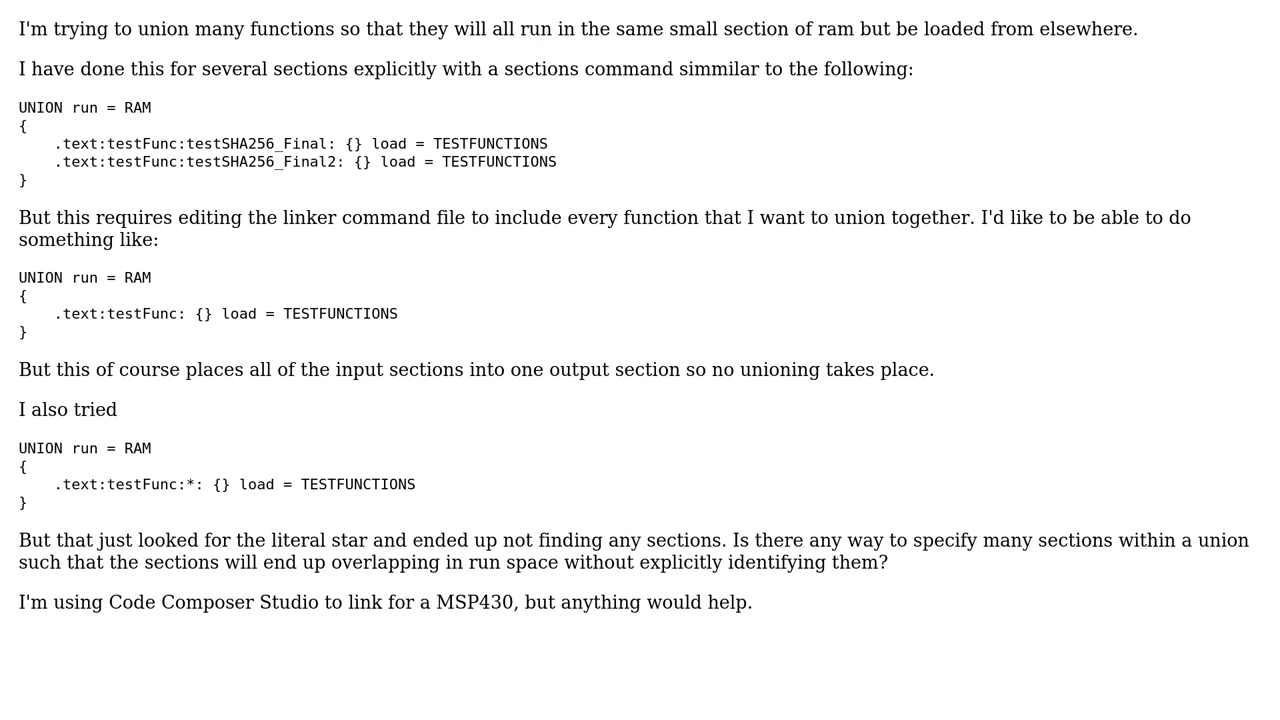 I'm trying to union many functions so that they will all run in the same small section of ram but be loaded from elsewhere.
I have done this for several sections explicitly with a sections command simmilar to the following:
UNION run = RAM
{
    .text:testFunc:testSHA256_Final: {} load = TESTFUNCTIONS
    .text:testFunc:testSHA256_Final2: {} load = TESTFUNCTIONS
}
But this requires editing the linker command file to include every function that I want to union together. I'd like to be able to do
something like:
UNION run = RAM
{
    .text:testFunc: {} load = TESTFUNCTIONS
}
But this of course places all of the input sections into one output section so no unioning takes place.
I also tried
UNION run = RAM
{
    .text:testFunc:*: {} load = TESTFUNCTIONS
}
But that just looked for the literal star and ended up not finding any sections. Is there any way to specify many sections within a union
such that the sections will end up overlapping in run space without explicitly identifying them?
I'm using Code Composer Studio to link for a MSP430, but anything would help.